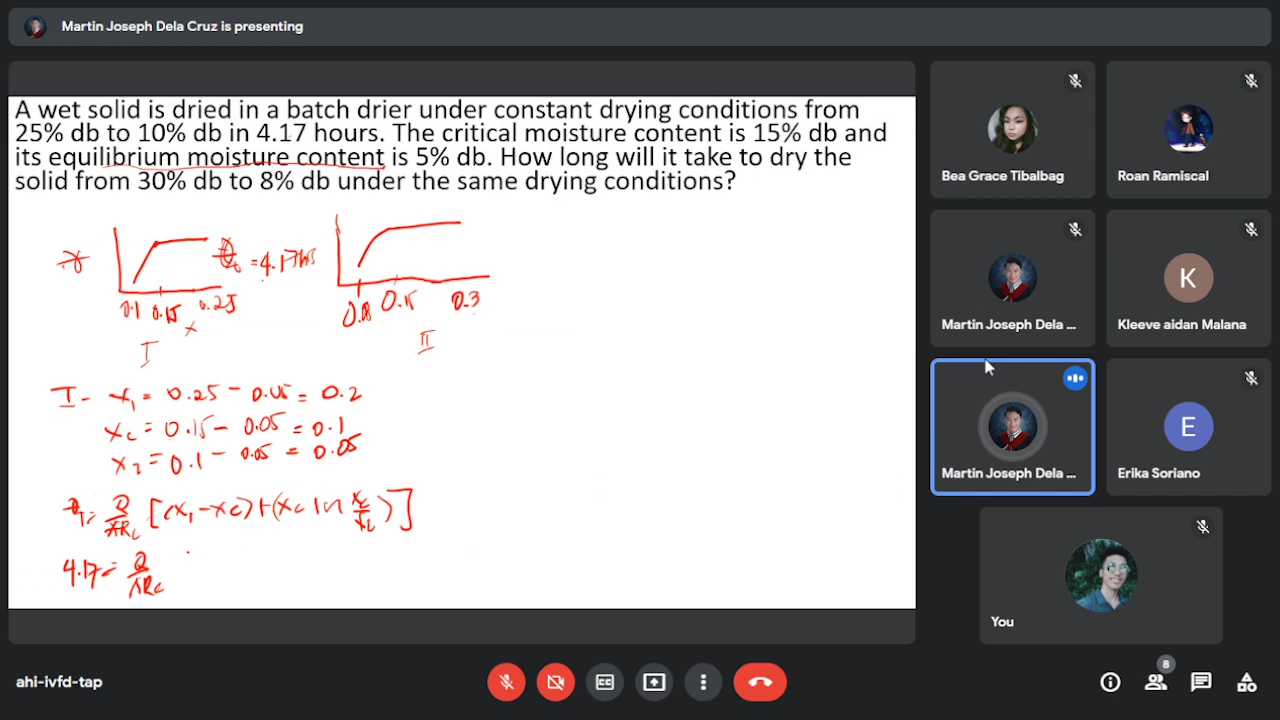 Martin Joseph Dela Cruz is presenting
A wet solid is dried in a batch drier under constant drying conditions from
25% db to 10% db in 4.17 hours. The critical moisture content is 15% db and
its equilibrium moisture content is 5% db. How long will it take to dry the
solid from 30% db to 8% db under the same drying conditions?
= 4.17hrs
0.1 0.15 0.25
x
I
0.08 0.15 0.3
II
I - x1 = 0.25 - 0.05 = 0.2
xc = 0.15 - 0.05 = 0.1
x2 = 0.1 - 0.05 = 0.05
[(x1 - xc) + (xc ln
4.17 =
Bea Grace Tibalbag
Roan Ramiscal
Martin Joseph Dela ...
K
Kleeve aidan Malana
Martin Joseph Dela ...
E
Erika Soriano
You
ahi-ivfd-tap
CC
8